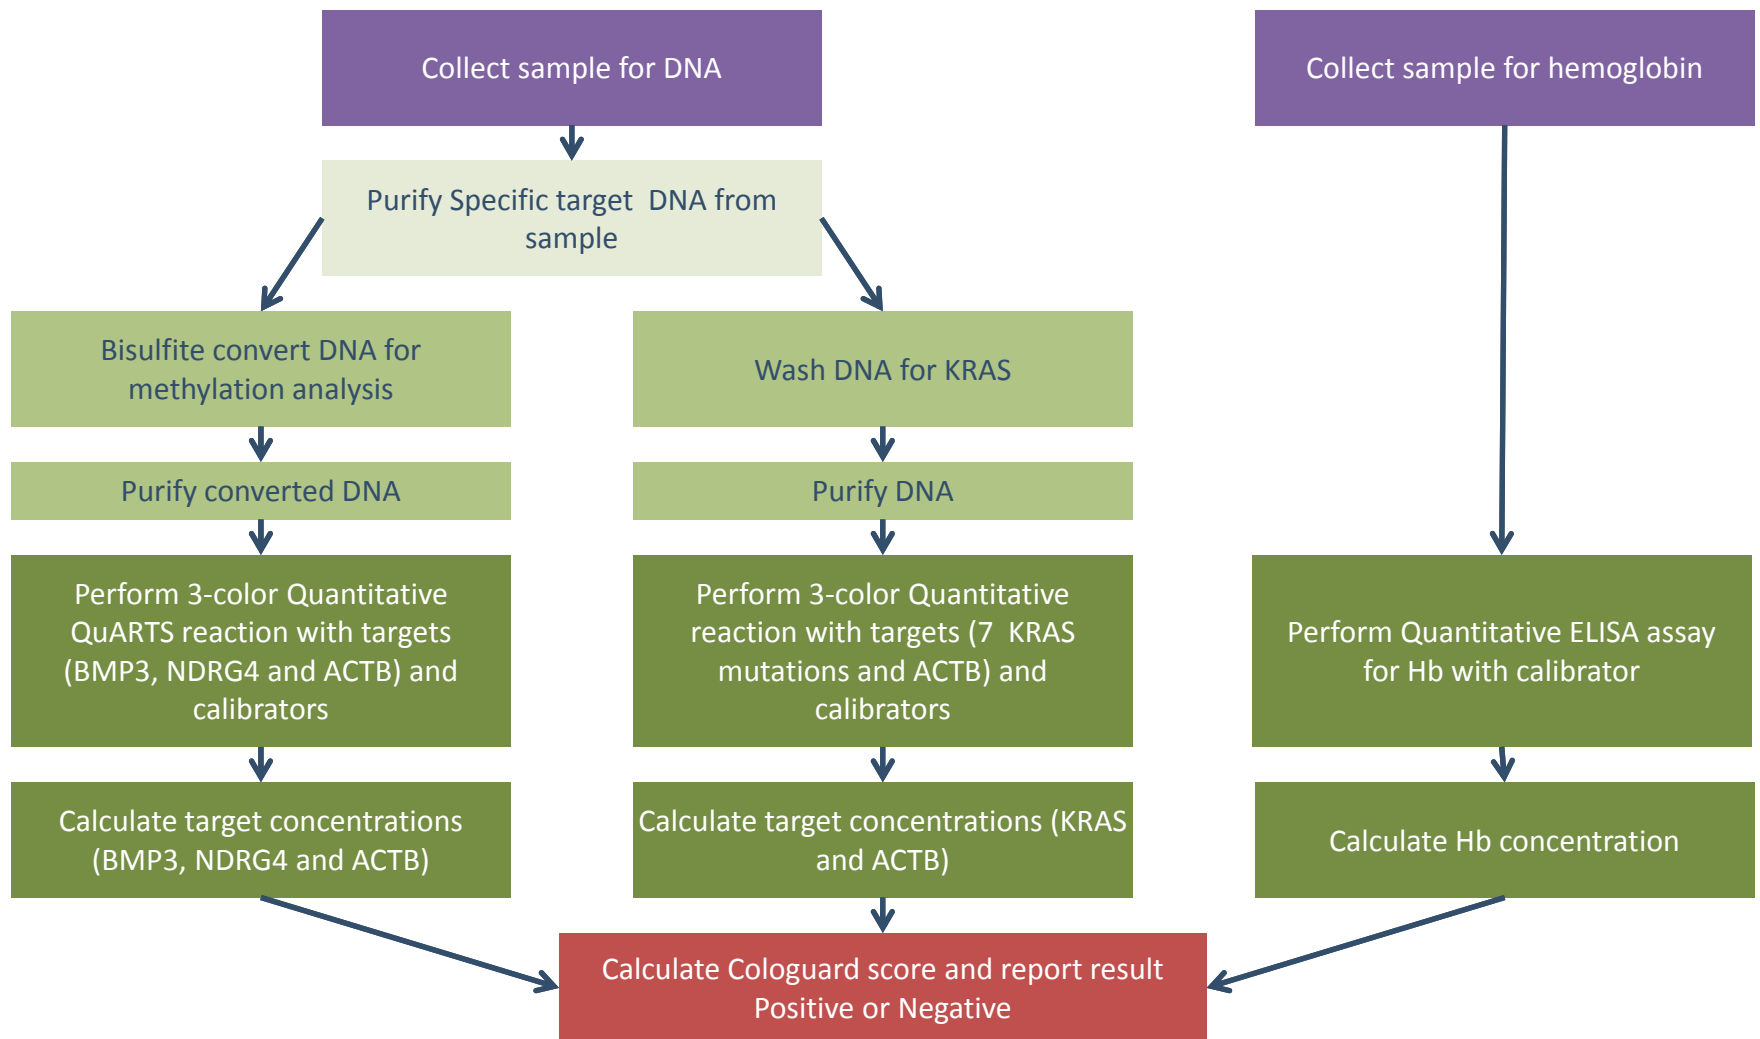 Collect sample for DNA
Collect sample for hemoglobin
Purify Specific target  DNA from
sample
Bisulfite convert DNA for
methylation analysis
Wash DNA for KRAS
Purify converted DNA
Purify DNA
Perform 3-color Quantitative
QuARTS reaction with targets
(BMP3, NDRG4 and ACTB) and
calibrators
Perform 3-color Quantitative
reaction with targets (7  KRAS
mutations and ACTB) and
calibrators
Perform Quantitative ELISA assay
for Hb with calibrator
Calculate target concentrations
(BMP3, NDRG4 and ACTB)
Calculate target concentrations (KRAS
and ACTB)
Calculate Hb concentration
Calculate Cologuard score and report result
Positive or Negative